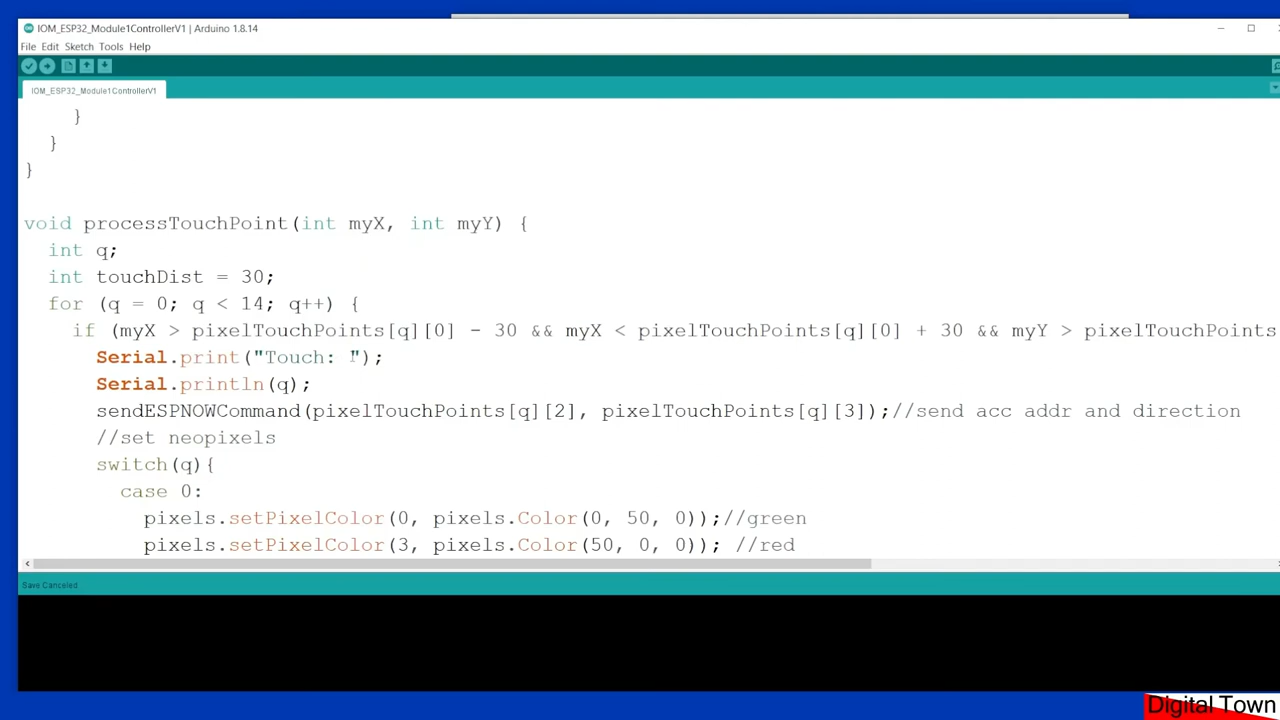 IOM_ESP32_Module1ControllerV1 | Arduino 1.8.14
File Edit Sketch Tools Help
IOM_ESP32_Module1ControllerV1
}
}
}
void processTouchPoint(int myX, int myY) {
int q;
int touchDist = 30;
for (q = 0; q < 14; q++) {
if (myX > pixelTouchPoints[q][0] - 30 && myX < pixelTouchPoints[q][0] + 30 && myY > pixelTouchPoints
Serial.print("Touch: ");
Serial.println(q);
sendESPNOWCommand(pixelTouchPoints[q][2], pixelTouchPoints[q][3]);//send acc addr and direction
//set neopixels
switch(q){
case 0:
pixels.setPixelColor(0, pixels.Color(0, 50, 0));//green
pixels.setPixelColor(3, pixels.Color(50, 0, 0)); //red
Save Canceled
Digital Town